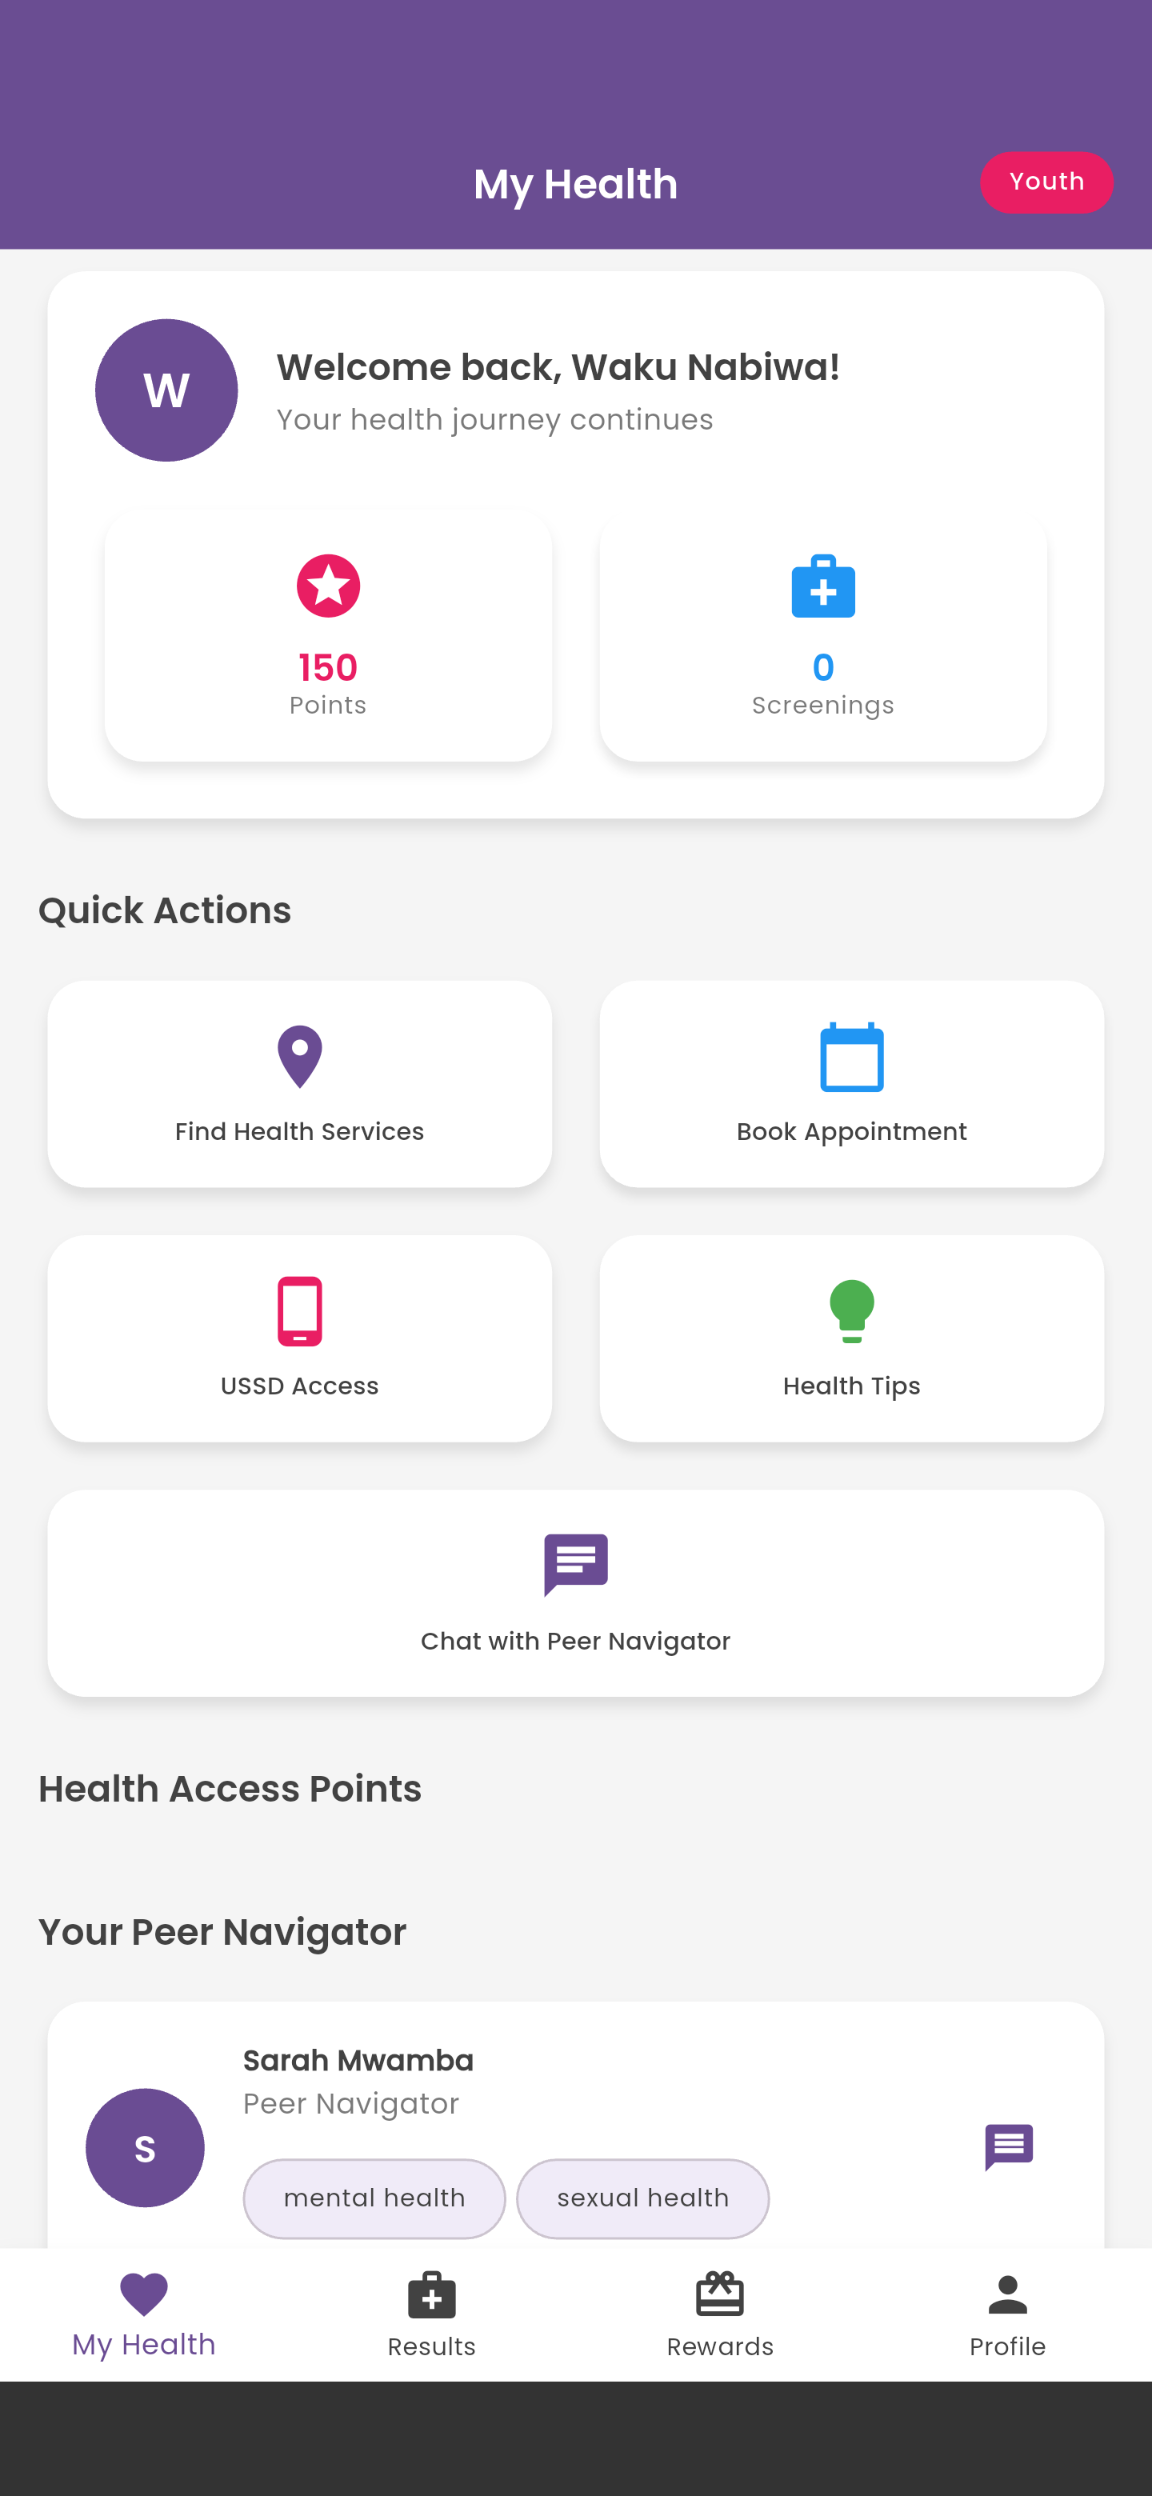 My Health
Youth
W
Welcome back, Waku Nabiwa!
Your health journey continues
150
Points
0
Screenings
Quick Actions
Find Health Services
Book Appointment
USSD Access
Health Tips
Chat with Peer Navigator
Health Access Points
Your Peer Navigator
S
Sarah Mwamba
Peer Navigator
mental health
sexual health
My Health
Results
Rewards
Profile